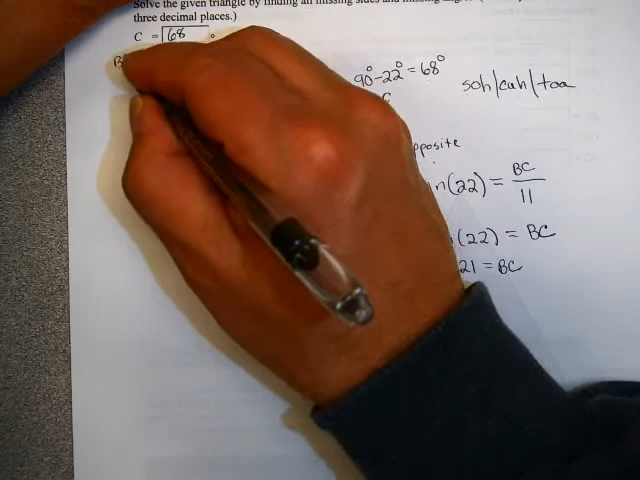 Solve the given triangle by finding all missing sides and missing
three decimal places.)
C = 68 °
B
90°-22°=68°
C
soh/cah/toa
pposite
n(22) = BC
11
(22) = BC
21 = BC